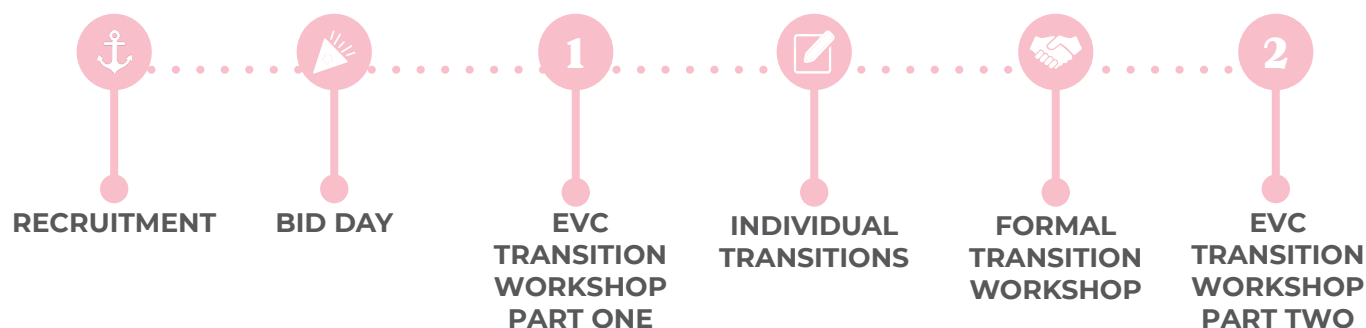 1
2
RECRUITMENT
BID DAY
EVC
TRANSITION
WORKSHOP
PART ONE
INDIVIDUAL
TRANSITIONS
FORMAL
TRANSITION
WORKSHOP
EVC
TRANSITION
WORKSHOP
PART TWO